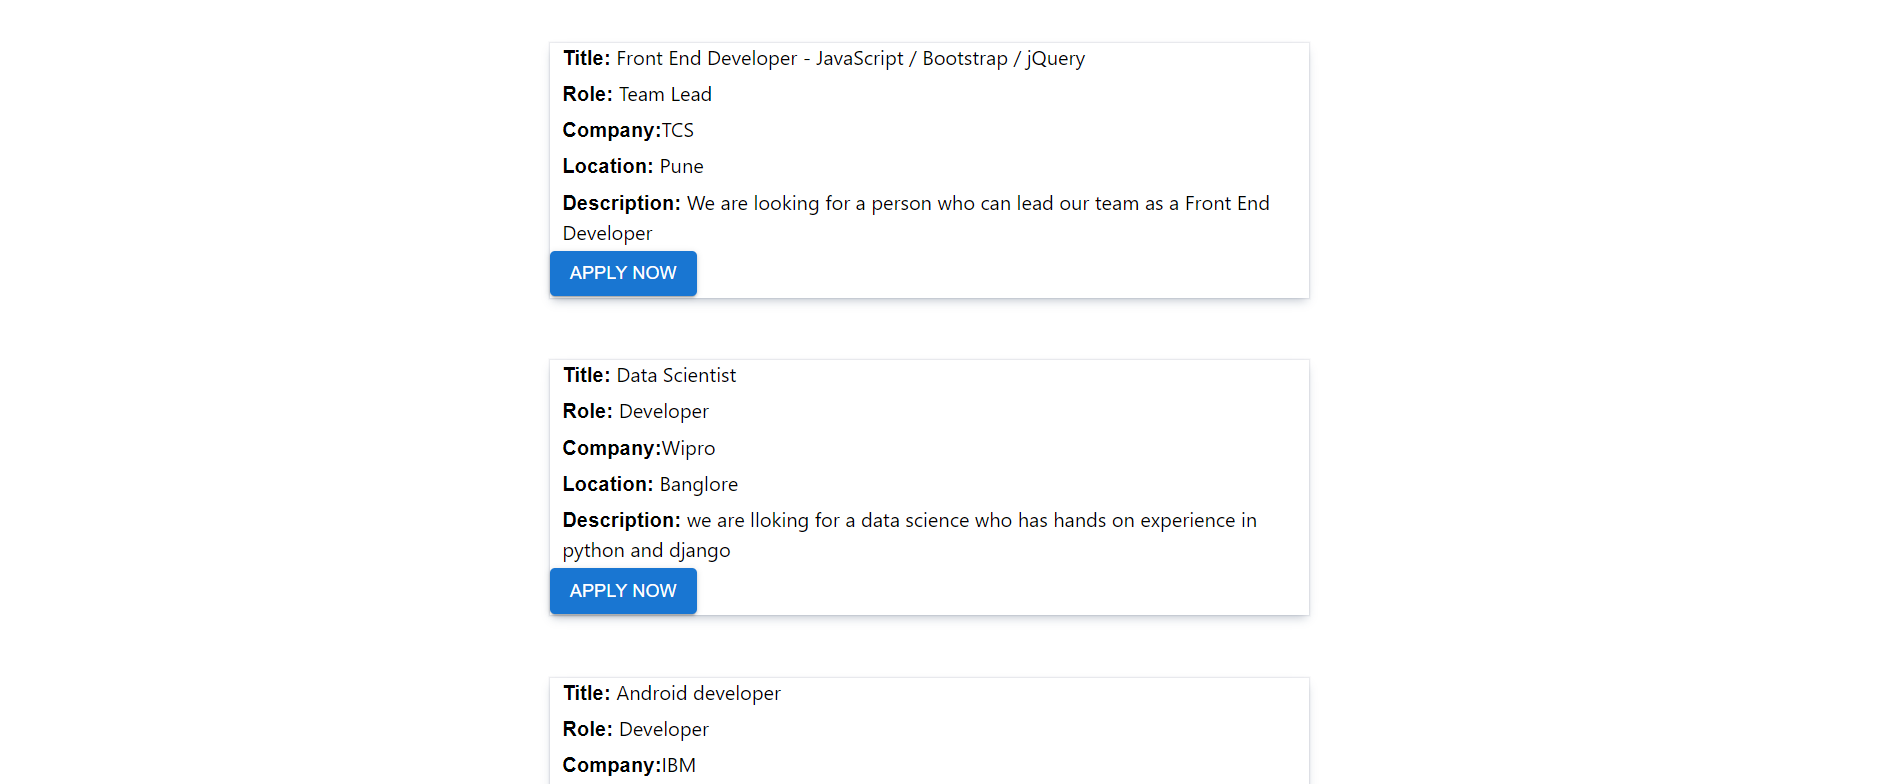 Title: Front End Developer - JavaScript / Bootstrap / jQuery
Role: Team Lead
Company:TCS
Location: Pune
Description: We are looking for a person who can lead our team as a Front End
Developer
APPLY NOW
Title: Data Scientist
Role: Developer
Company:Wipro
Location: Banglore
Description: we are lloking for a data science who has hands on experience in
python and django
APPLY NOW
Title: Android developer
Role: Developer
Company:IBM